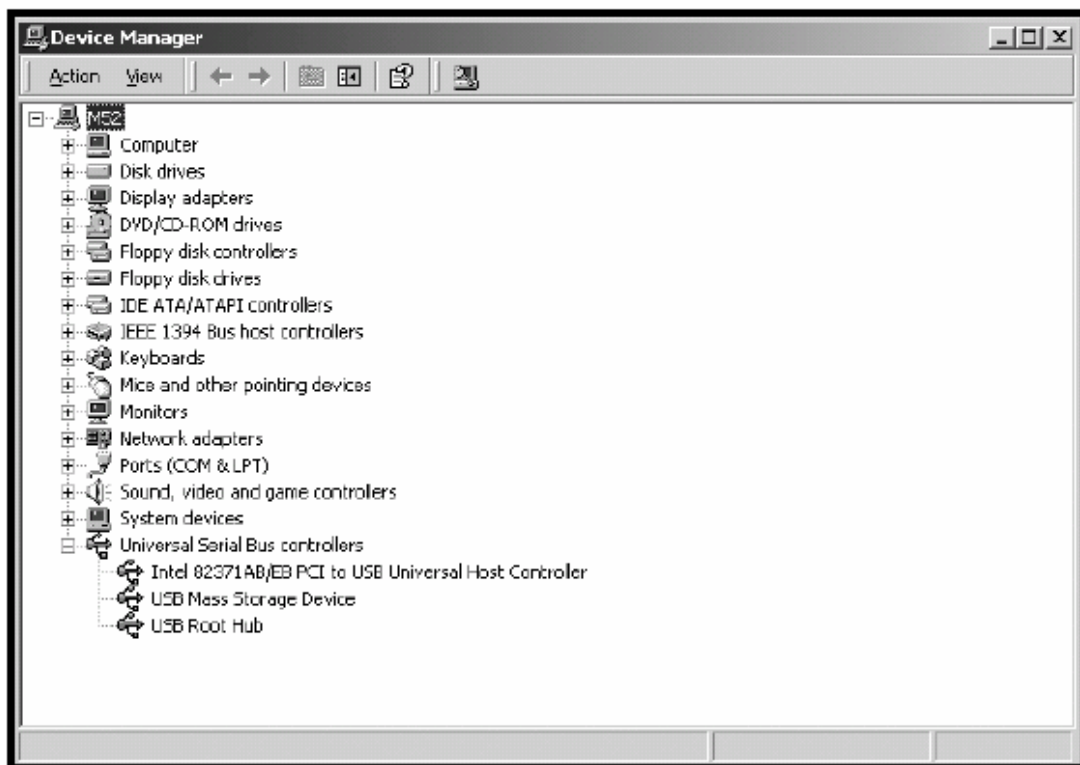 Device Manager
Action View
M52
Computer
Disk drives
Display adapters
DVD/CD-ROM drives
Floppy disk controllers
Floppy disk drives
IDE ATA/ATAPI controllers
IEEE 1394 Bus host controllers
Keyboards
Mice and other pointing devices
Monitors
Network adapters
Ports (COM & LPT)
Sound, video and game controllers
System devices
Universal Serial Bus controllers
Intel 82371AB/EB PCI to USB Universal Host Controller
USB Mass Storage Device
USB Root Hub